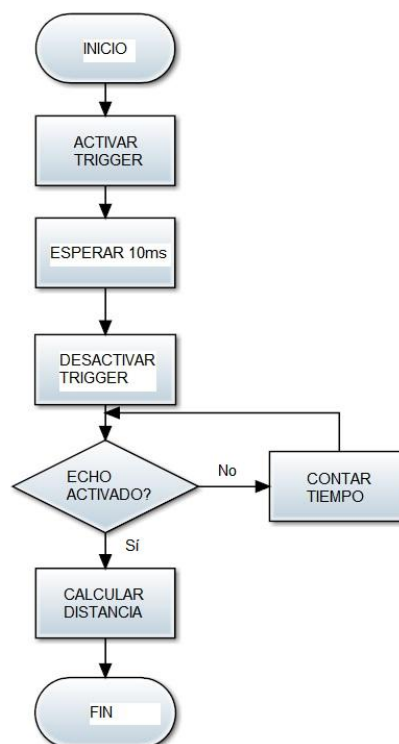 INICIO
ACTIVAR
TRIGGER
ESPERAR 10ms
DESACTIVAR
TRIGGER
ECHO
ACTIVADO?
No
CONTAR
TIEMPO
Sí
CALCULAR
DISTANCIA
FIN